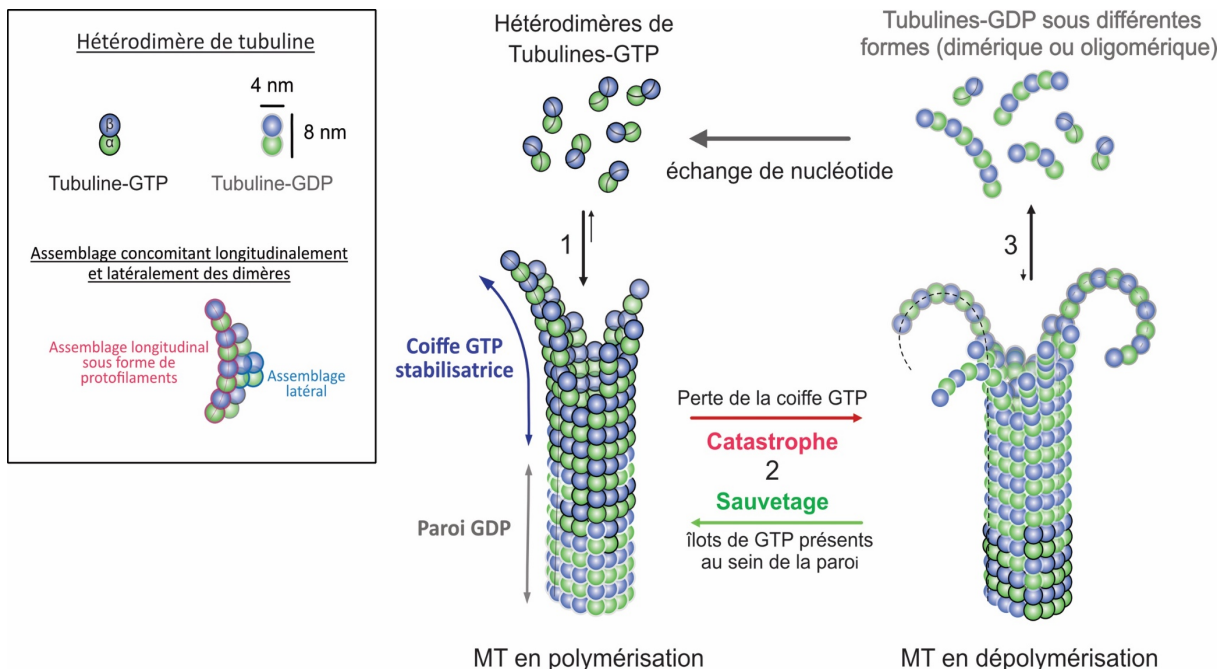 Hétérodimère de tubuline
4 nm
8 nm
β
α
Tubuline-GTP
Tubuline-GDP
Assemblage concomitant longitudinalement
et latéralement des dimères
Assemblage longitudinal
sous forme de
protofilaments
Assemblage
latéral
Hétérodimères de
Tubulines-GTP
Tubulines-GDP sous différentes
formes (dimérique ou oligomérique)
échange de nucléotide
1
3
Coiffe GTP
stabilisatrice
Perte de la coiffe GTP
Catastrophe
2
Sauvetage
îlots de GTP présents
au sein de la paroi
Paroi GDP
MT en polymérisation
MT en dépolymérisation